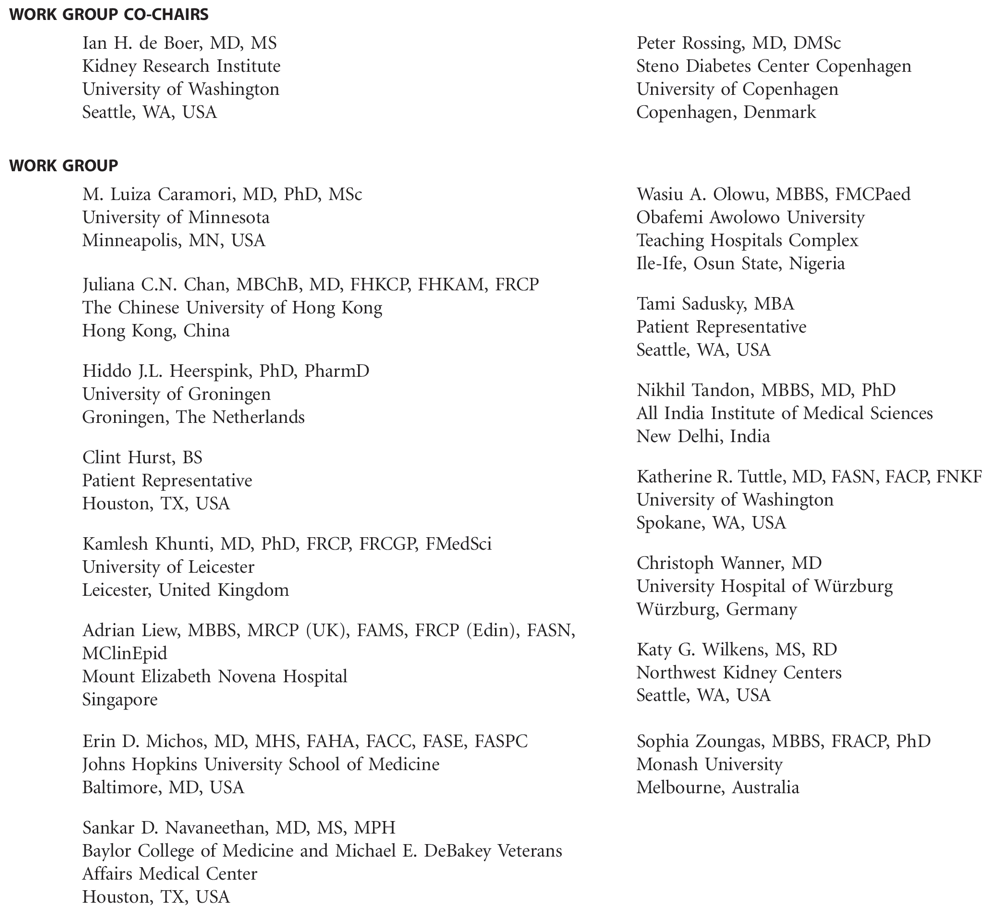 WORK GROUP CO-CHAIRS
Ian H. de Boer, MD, MS
Kidney Research Institute
University of Washington
Seattle, WA, USA
Peter Rossing, MD, DMSc
Steno Diabetes Center Copenhagen
University of Copenhagen
Copenhagen, Denmark
WORK GROUP
M. Luiza Caramori, MD, PhD, MSc
University of Minnesota
Minneapolis, MN, USA
Juliana C.N. Chan, MBChB, MD, FHKCP, FHKAM, FRCP
The Chinese University of Hong Kong
Hong Kong, China
Hiddo J.L. Heerspink, PhD, PharmD
University of Groningen
Groningen, The Netherlands
Clint Hurst, BS
Patient Representative
Houston, TX, USA
Kamlesh Khunti, MD, PhD, FRCP, FRCGP, FMedSci
University of Leicester
Leicester, United Kingdom
Adrian Liew, MBBS, MRCP (UK), FAMS, FRCP (Edin), FASN,
MClinEpid
Mount Elizabeth Novena Hospital
Singapore
Erin D. Michos, MD, MHS, FAHA, FACC, FASE, FASPC
Johns Hopkins University School of Medicine
Baltimore, MD, USA
Sankar D. Navaneethan, MD, MS, MPH
Baylor College of Medicine and Michael E. DeBakey Veterans
Affairs Medical Center
Houston, TX, USA
Wasiu A. Olowu, MBBS, FMCPaed
Obafemi Awolowo University
Teaching Hospitals Complex
Ile-Ife, Osun State, Nigeria
Tami Sadusky, MBA
Patient Representative
Seattle, WA, USA
Nikhil Tandon, MBBS, MD, PhD
All India Institute of Medical Sciences
New Delhi, India
Katherine R. Tuttle, MD, FASN, FACP, FNKF
University of Washington
Spokane, WA, USA
Christoph Wanner, MD
University Hospital of Würzburg
Würzburg, Germany
Katy G. Wilkens, MS, RD
Northwest Kidney Centers
Seattle, WA, USA
Sophia Zoungas, MBBS, FRACP, PhD
Monash University
Melbourne, Australia